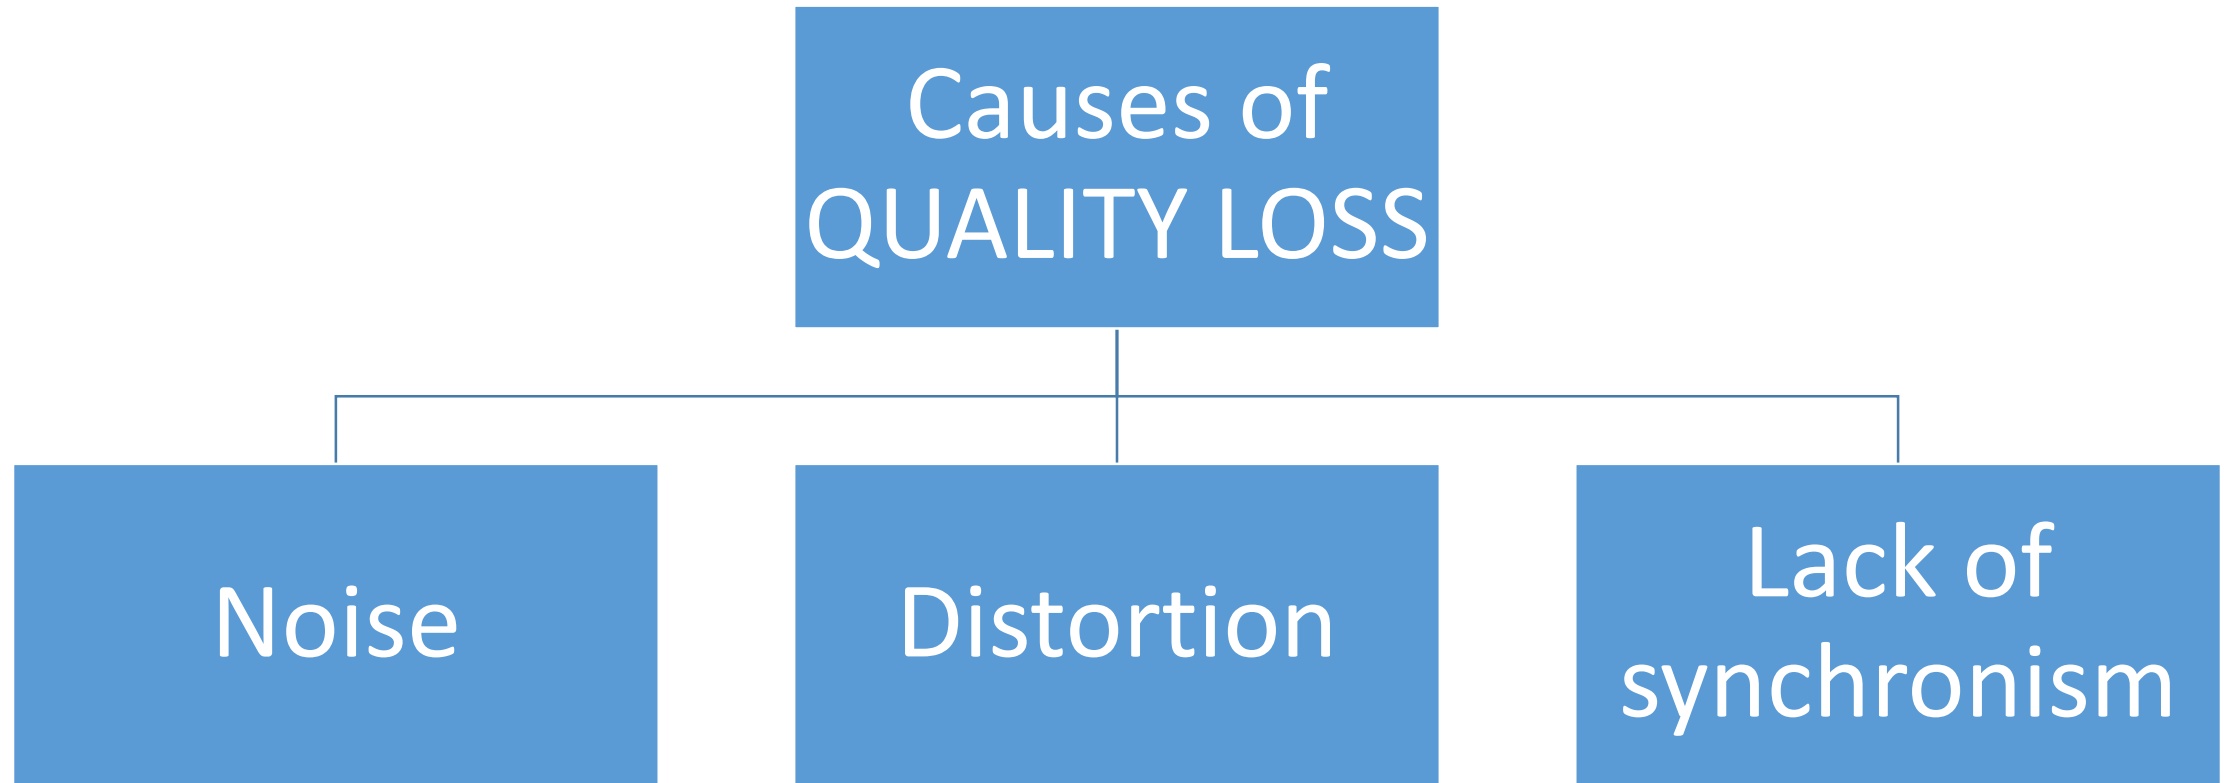 Causes of
QUALITY LOSS
Noise
Distortion
Lack of
synchronism